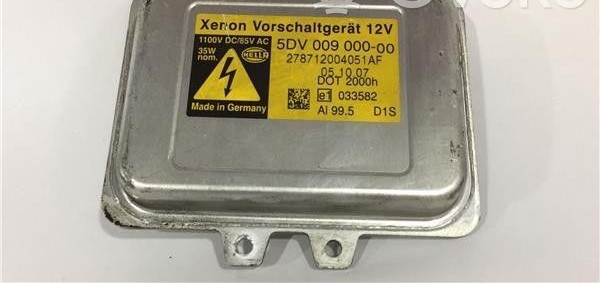 Xenon Vorschaltgerät 12V
1100V DC/85V AC
35W
nom.
HELLA
5DV 009 000-00
278712004051AF
05.10.07
DOT 2000h
e1 033582
Al 99.5 D1S
Made in Germany